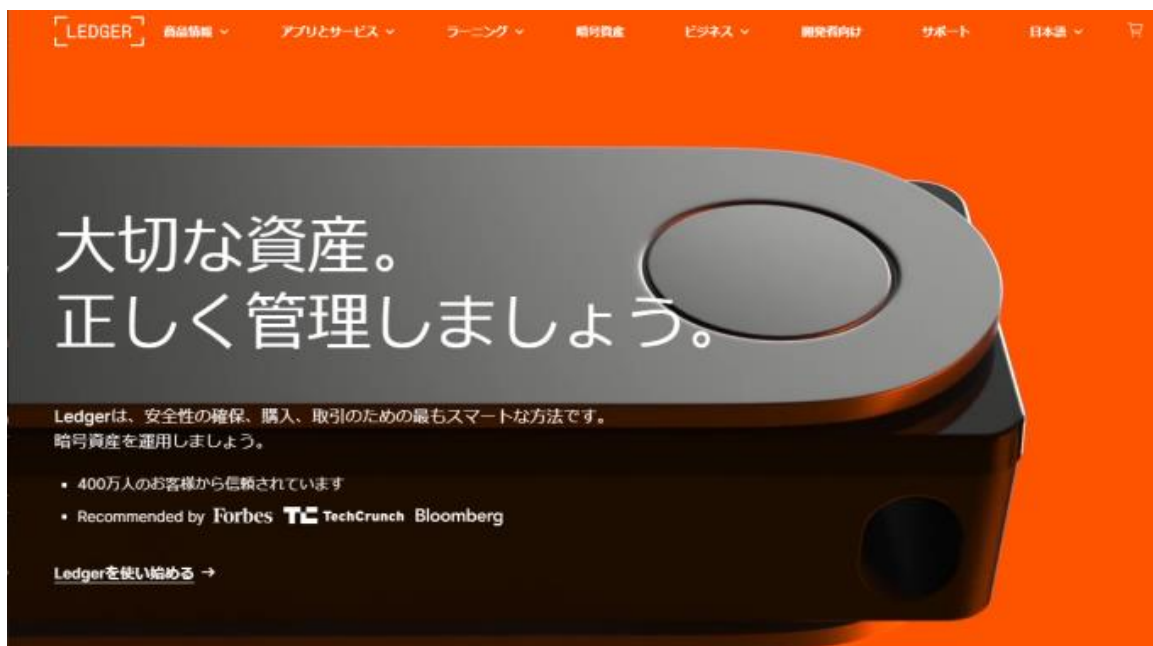 LEDGER 商品情報 アプリとサービス ラーニング 暗号資産 ビジネス 開発者向け サポート 日本語
大切な資産。
正しく管理しましょう。
Ledgerは、安全性の確保、購入、取引のための最もスマートな方法です。
暗号資産を運用しましょう。
• 400万人のお客様から信頼されています
• Recommended by Forbes TC TechCrunch Bloomberg
Ledgerを使い始める →